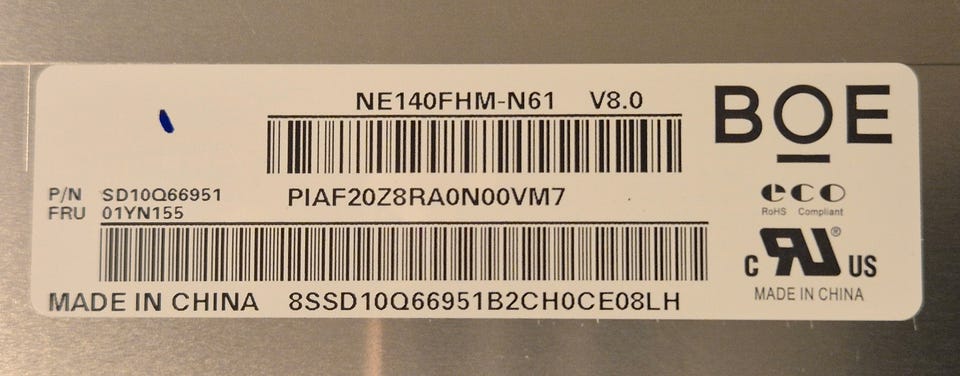 NE140FHM-N61 V8.0
BOE
P/N SD10Q66951
PIAF20Z8RA0N00VM7
FRU 01YN155
eco
RoHS Compliant
C RU ® US
MADE IN CHINA
MADE IN CHINA 8SSD10Q66951B2CH0CE08LH